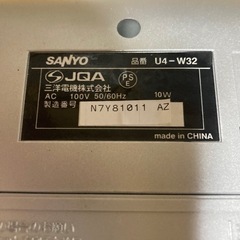 SANYO 品番 U4-W32
JQA PSE
三洋電機株式会社
AC 100V 50/60Hz 10W
製造番号 N7Y81011 AZ
made in CHINA